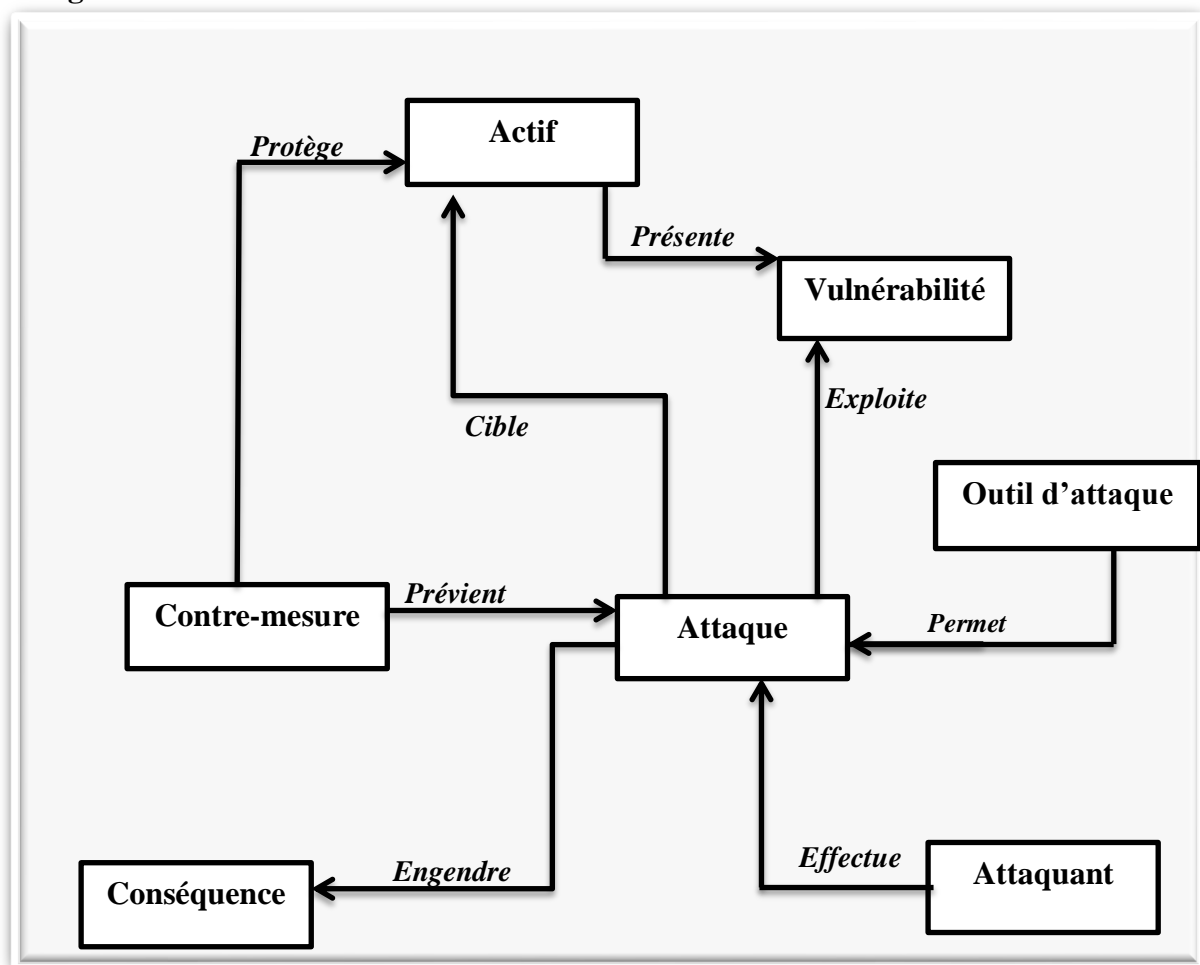 Actif
Protège
Présente
Vulnérabilité
Exploite
Cible
Outil d’attaque
Contre-mesure
Prévient
Attaque
Permet
Conséquence
Engendre
Effectue
Attaquant